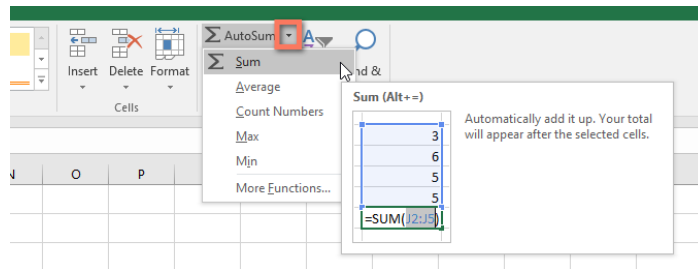 AutoSum
Insert Delete Format
Cells
Sum
Average
Count Numbers
Max
Min
More Functions...
nd &
Sum (Alt+=)
Automatically add it up. Your total
will appear after the selected cells.
3
6
5
5
=SUM(J2:J5)
O P